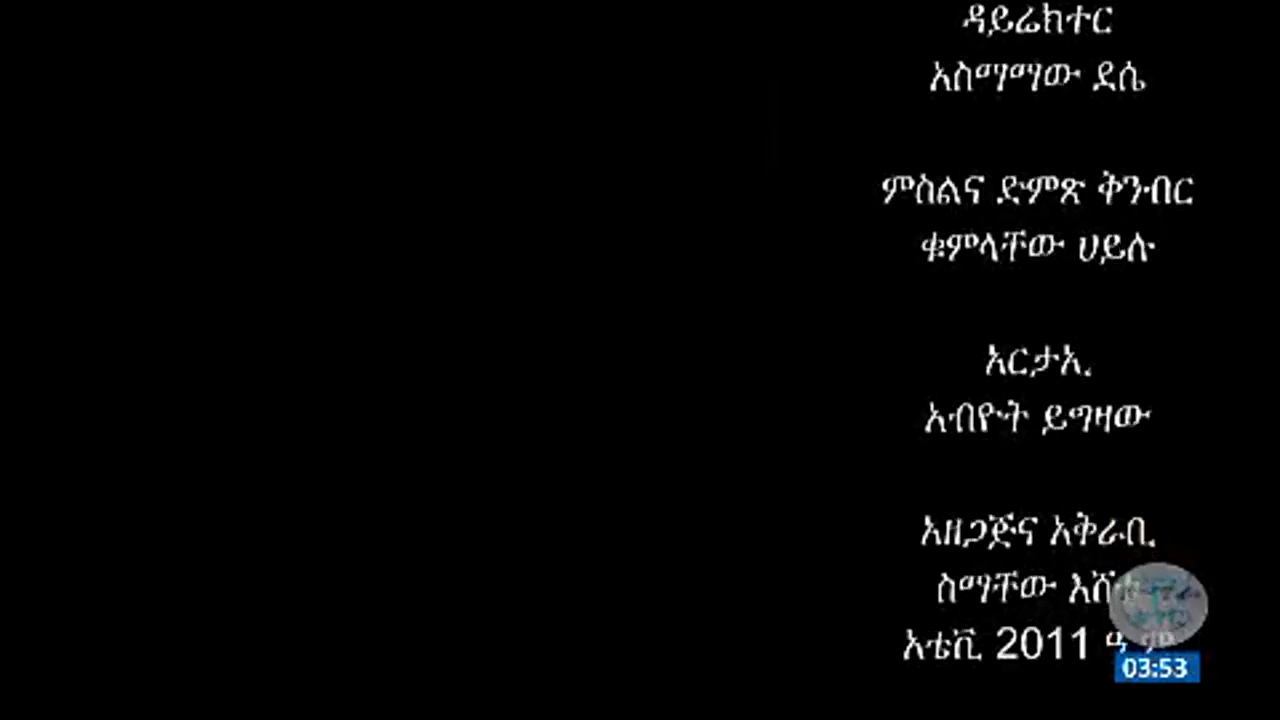 ዳይሬክተር
አስማማው ደሴ
ምስልና ድምጽ ቅንብር
ቁምላቸው ሀይሉ
አርታኢ
አብዮት ይግዛው
አዘጋጅና አቅራቢ
ስማቸው
አቴቪ 2011 ዓ ም
03:53